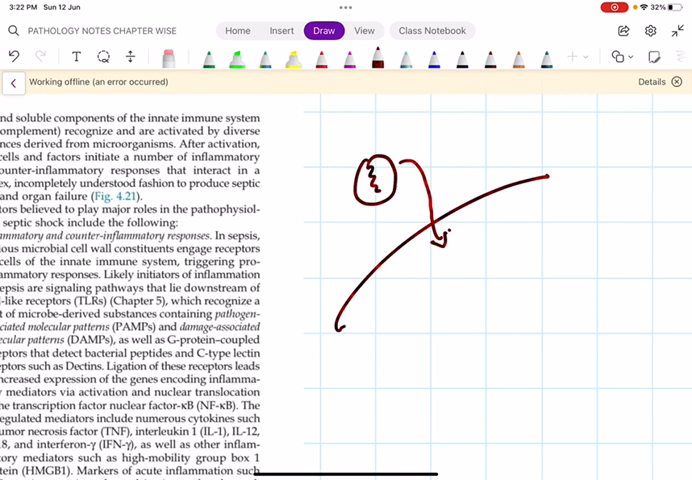 3:22 PM Sun 12 Jun
32%
PATHOLOGY NOTES CHAPTER WISE
Home Insert Draw View Class Notebook
Working offline (an error occurred)
Details
nd soluble components of the innate immune system
omplement) recognize and are activated by diverse
nces derived from microorganisms. After activation,
cells and factors initiate a number of inflammatory
ounter-inflammatory responses that interact in a
ex, incompletely understood fashion to produce septic
and organ failure (Fig. 4.21).
tors believed to play major roles in the pathophysiol-
septic shock include the following:
ammatory and counter-inflammatory responses. In sepsis,
ious microbial cell wall constituents engage receptors
cells of the innate immune system, triggering pro-
ammatory responses. Likely initiators of inflammation
epsis are signaling pathways that lie downstream of
l-like receptors (TLRs) (Chapter 5), which recognize a
t of microbe-derived substances containing pathogen-
ciated molecular patterns (PAMPs) and damage-associated
ecular patterns (DAMPs), as well as G-protein–coupled
eptors that detect bacterial peptides and C-type lectin
eptors such as Dectins. Ligation of these receptors leads
ncreased expression of the genes encoding inflamma-
y mediators via activation and nuclear translocation
he transcription factor nuclear factor-κB (NF-κB). The
egulated mediators include numerous cytokines such
umor necrosis factor (TNF), interleukin 1 (IL-1), IL-12,
18, and interferon-γ (IFN-γ), as well as other inflam-
tory mediators such as high-mobility group box 1
tein (HMGB1). Markers of acute inflammation such